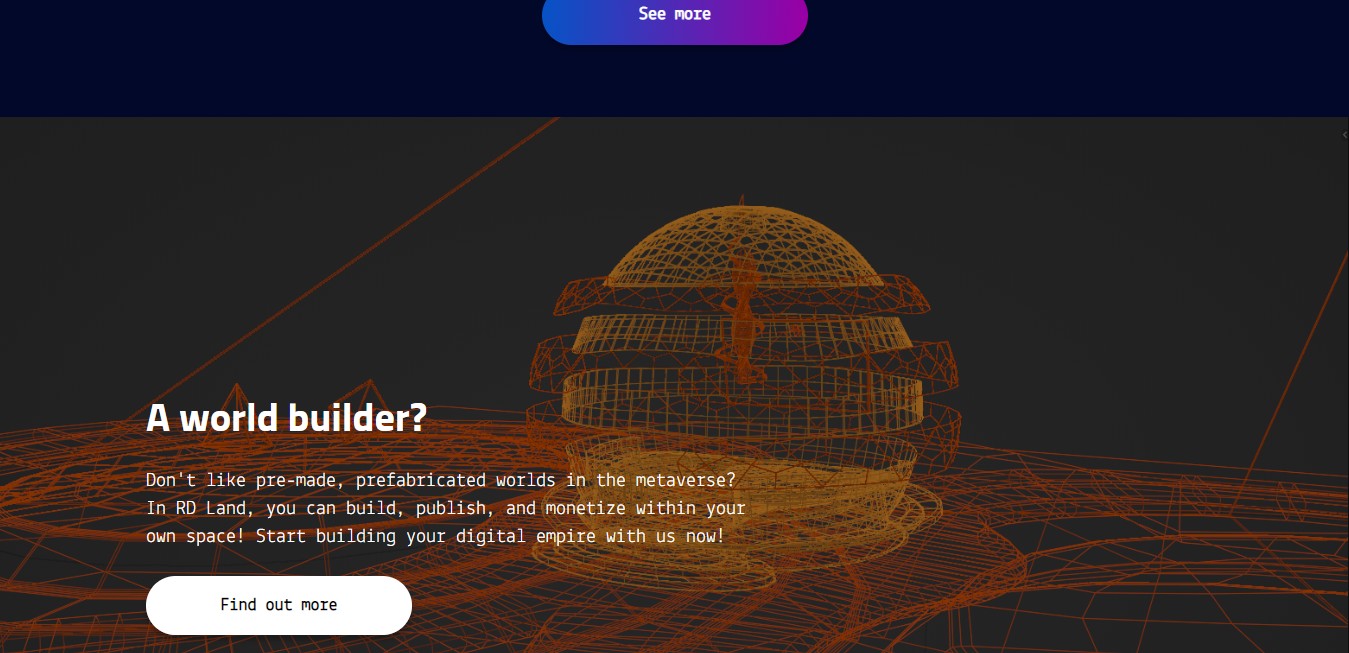 See more
A world builder?
Don't like pre-made, prefabricated worlds in the metaverse?
In RD Land, you can build, publish, and monetize within your
own space! Start building your digital empire with us now!
Find out more